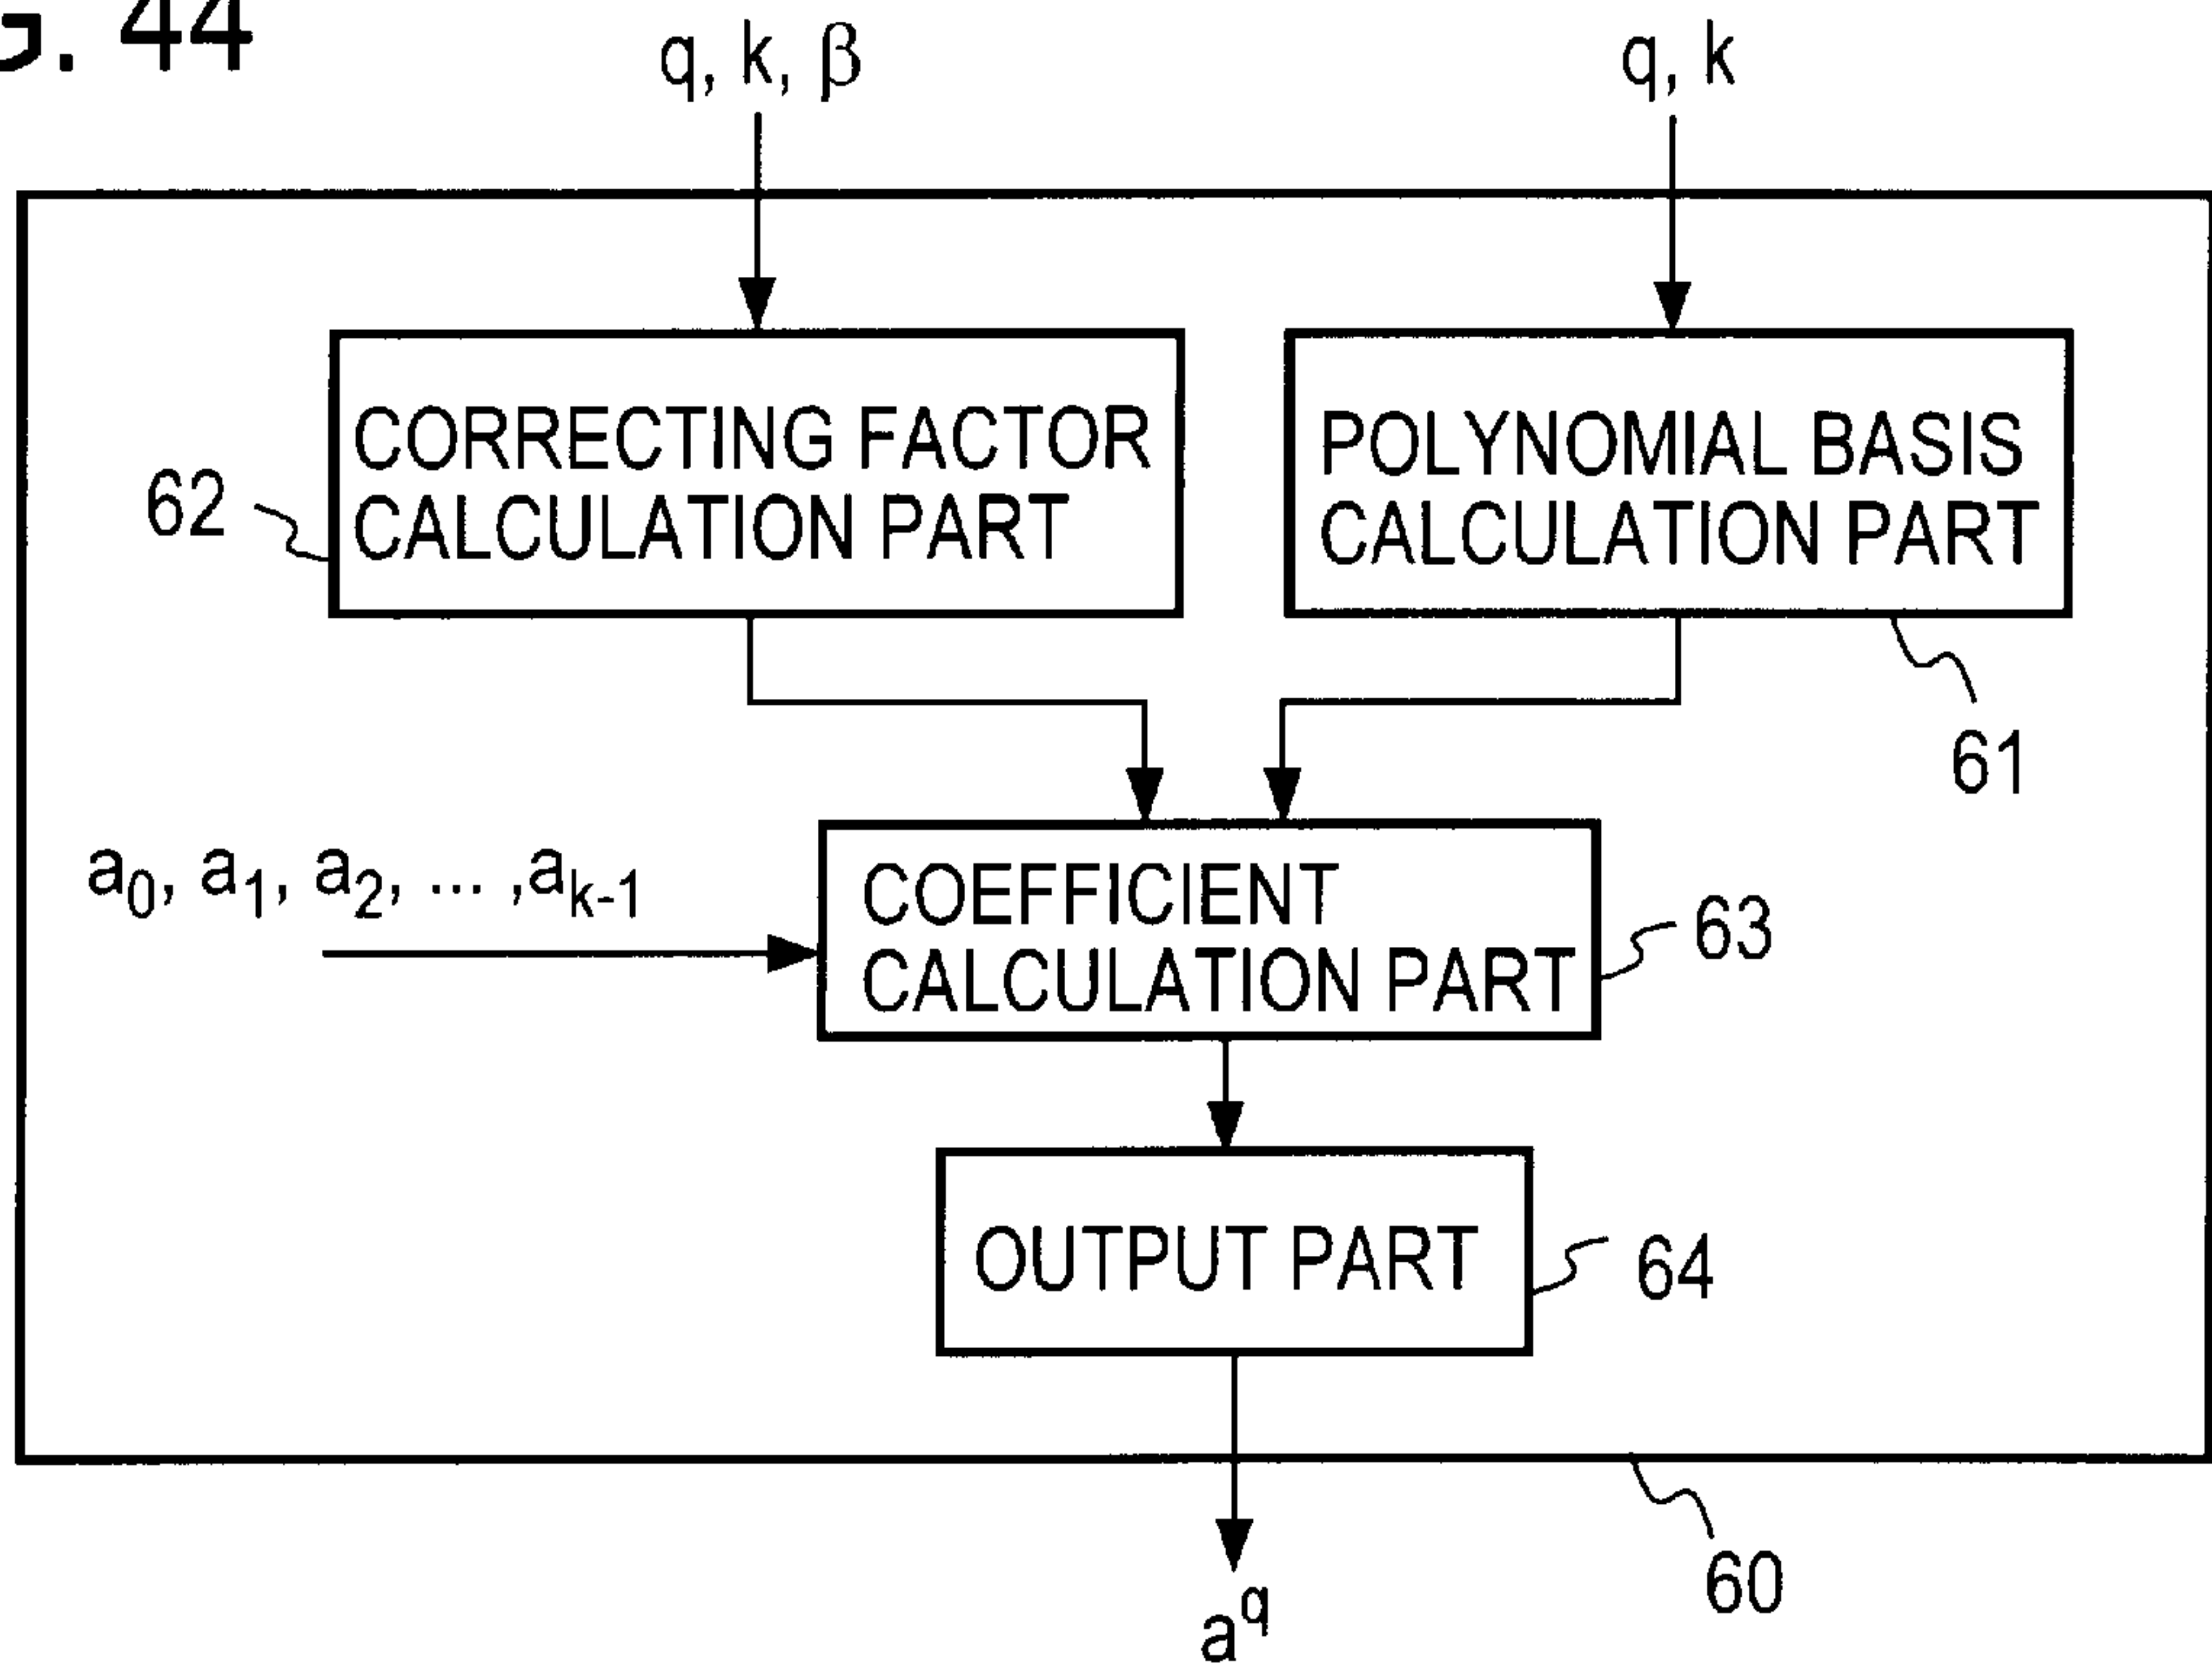 G. 44
q, k, β
q, k
CORRECTING FACTOR
CALCULATION PART
POLYNOMIAL BASIS
CALCULATION PART
62
61
a₀, a₁, a₂, ... ,aₖ₋₁
COEFFICIENT
CALCULATION PART
63
OUTPUT PART
64
60
a^q